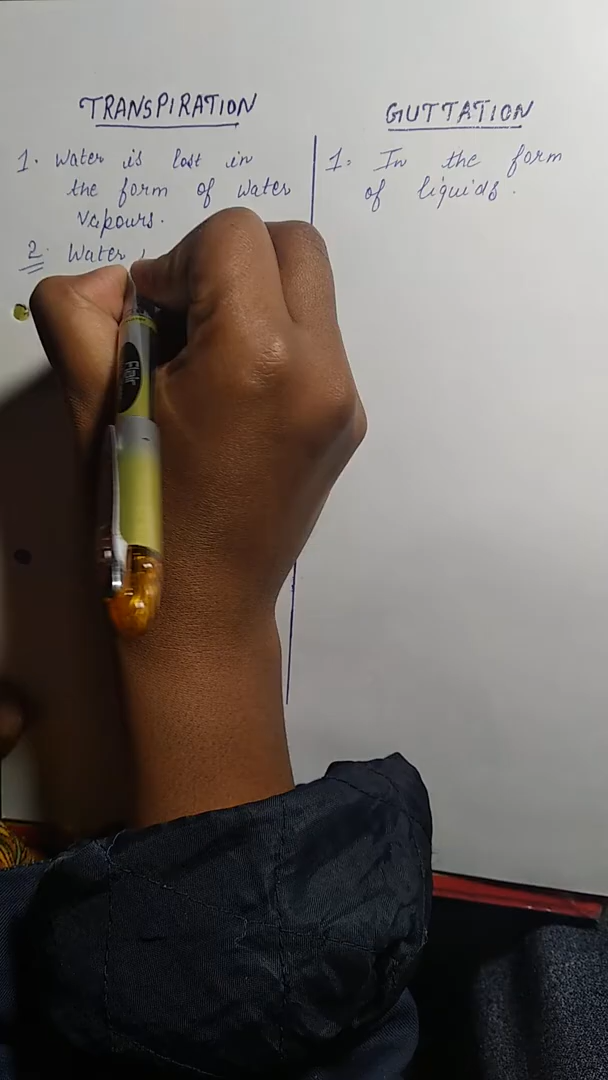 TRANSPIRATION
1. Water is lost in
the form of water
vapours.
2. Water
GUTTATION
1. In the form
of liquids.
Flair